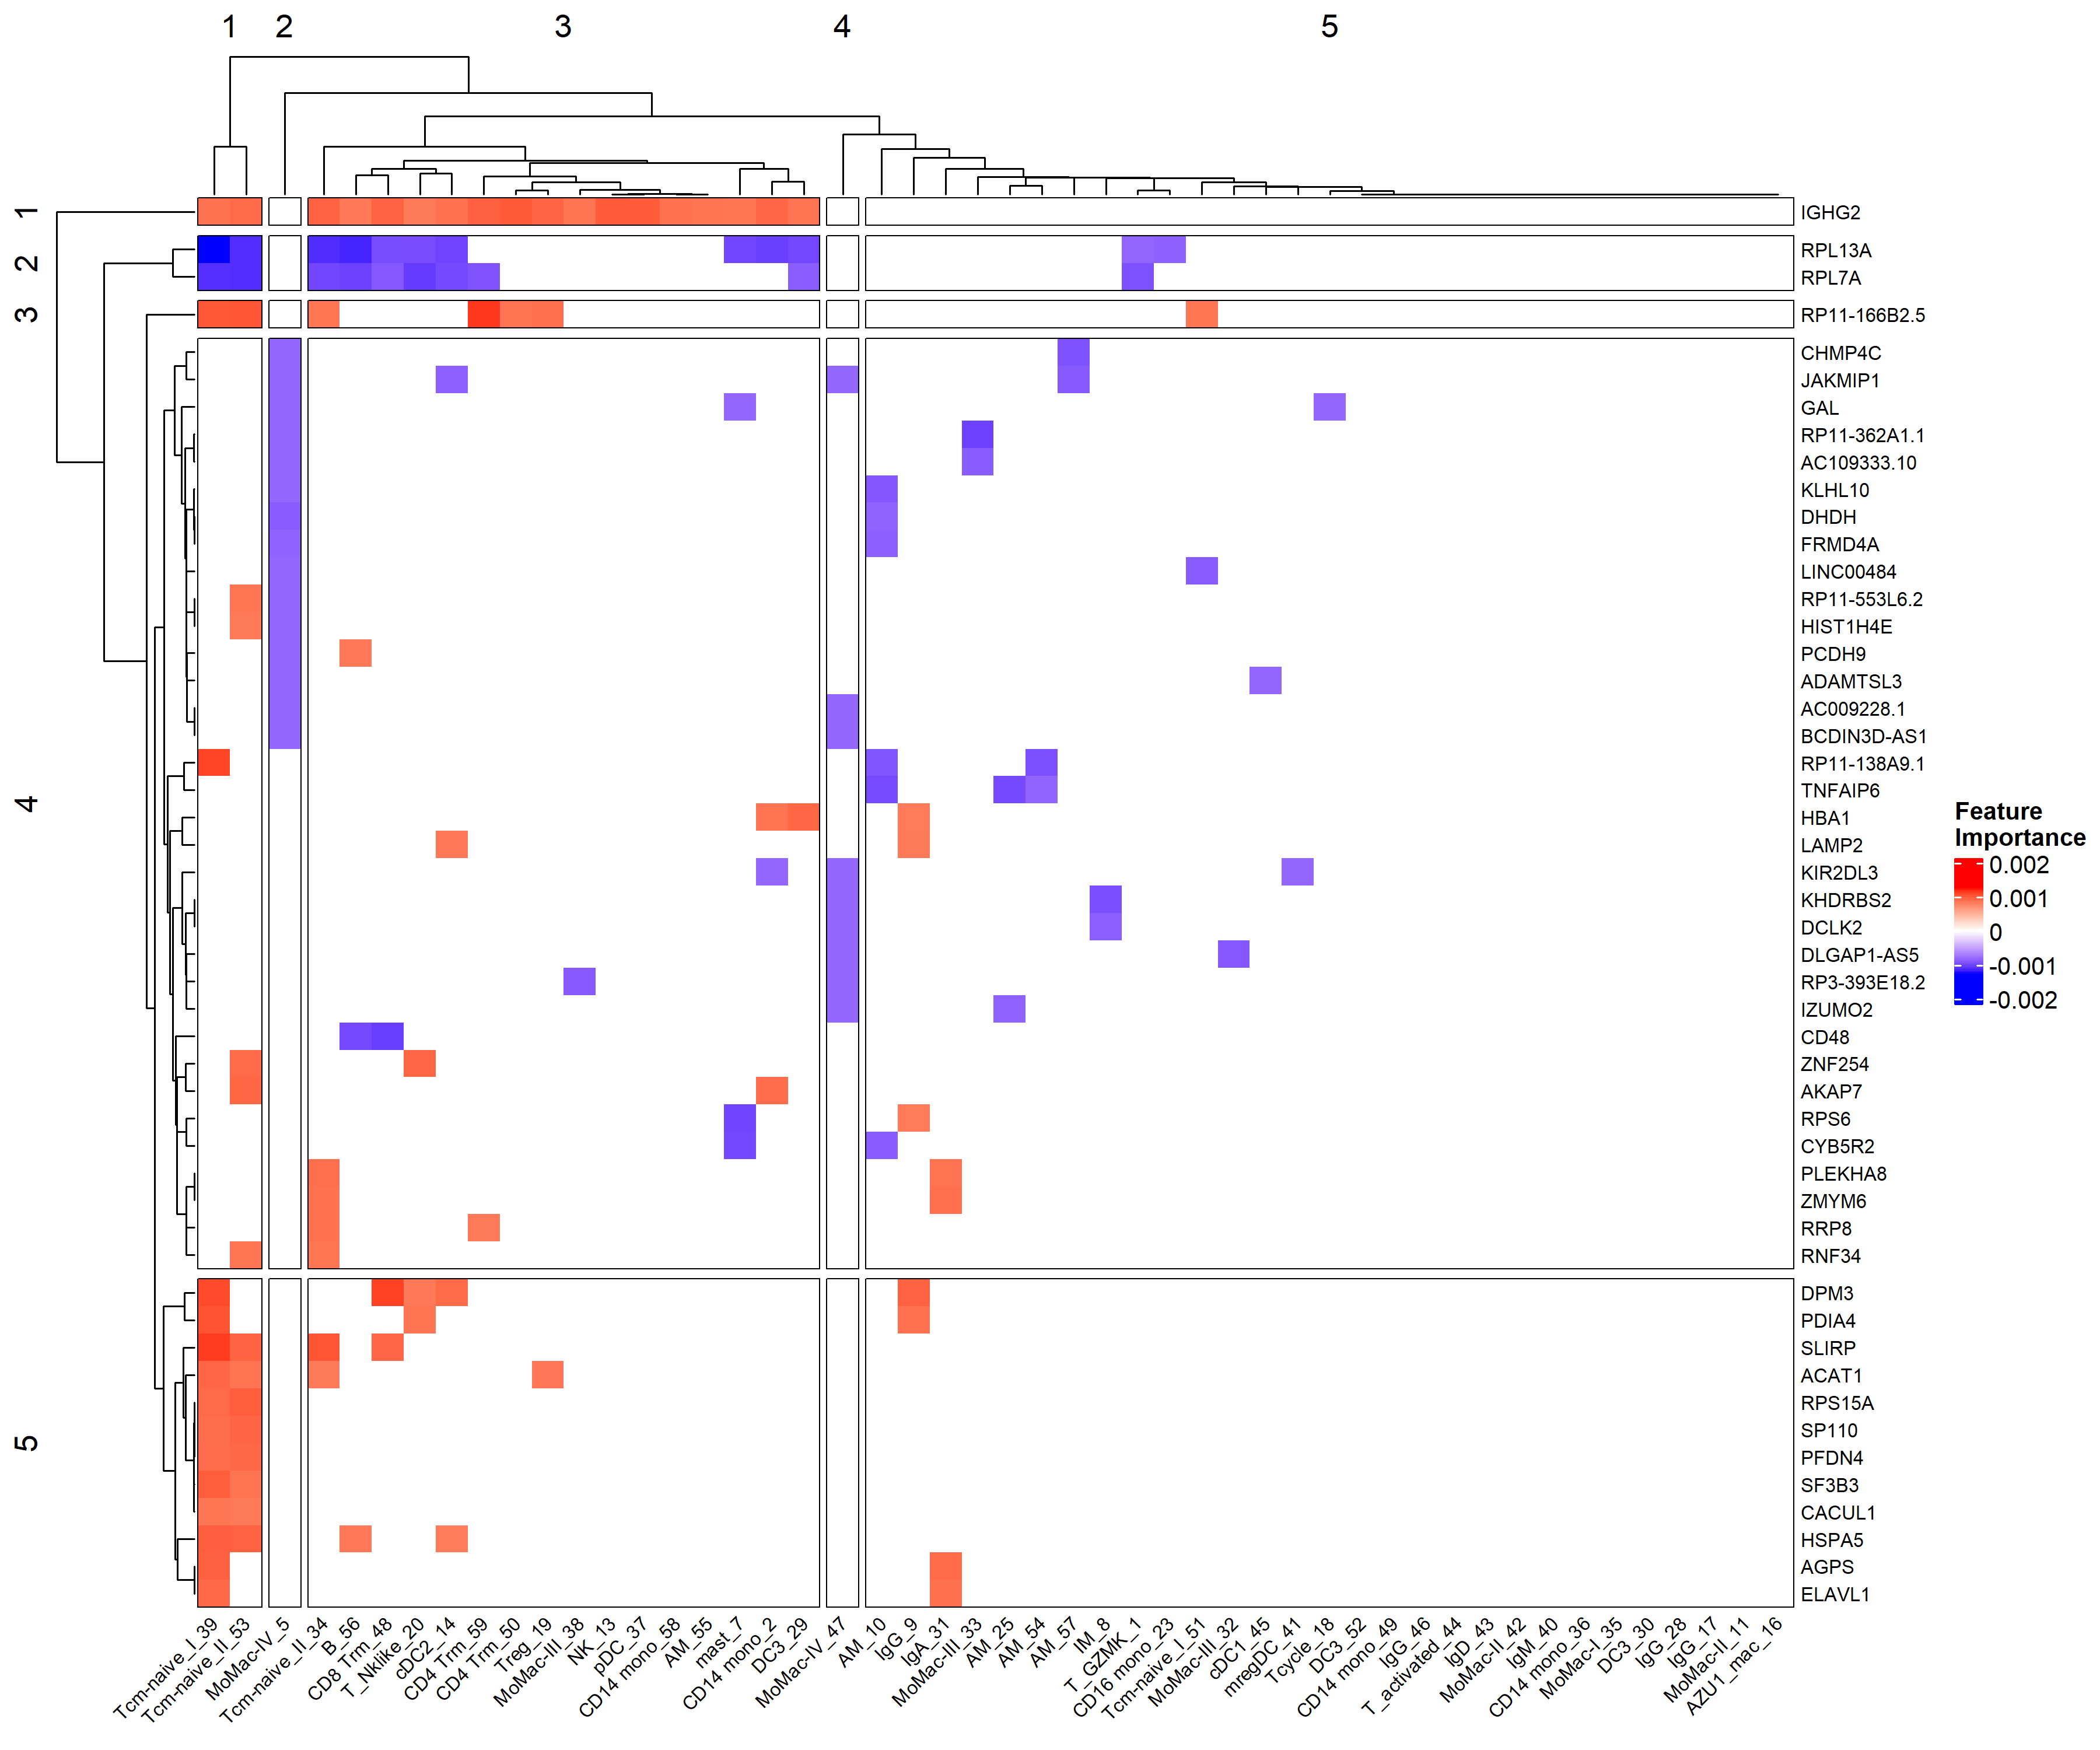 1 2 3 4 5
1
IGHG2
2
RPL13A
RPL7A
3
RP11-166B2.5
4
CHMP4C
JAKMIP1
GAL
RP11-362A1.1
AC109333.10
KLHL10
DHDH
FRMD4A
LINC00484
RP11-553L6.2
HIST1H4E
PCDH9
ADAMTSL3
AC009228.1
BCDIN3D-AS1
RP11-138A9.1
TNFAIP6
HBA1
LAMP2
KIR2DL3
KHDRBS2
DCLK2
DLGAP1-AS5
RP3-393E18.2
IZUMO2
CD48
ZNF254
AKAP7
RPS6
CYB5R2
PLEKHA8
ZMYM6
RRP8
RNF34
5
DPM3
PDIA4
SLIRP
ACAT1
RPS15A
SP110
PFDN4
SF3B3
CACUL1
HSPA5
AGPS
ELAVL1
Feature
Importance
0.002
0.001
0
-0.001
-0.002
Tcm-naive_I_39
Tcm-naive_II_53
MoMac-IV_5
Tcm-naive_II_34
B_56
CD8 Trm_48
T_Nklike_20
cDC2_14
CD4 Trm_59
CD4 Trm_50
Treg_19
MoMac-III_38
NK_13
pDC_37
CD14 mono_58
AM_55
mast_7
CD14 mono_2
DC3_29
MoMac-IV_47
AM_10
IgG_9
IgA_31
MoMac-III_33
AM_25
AM_54
AM_57
IM_8
T_GZMK_1
CD16 mono_23
Tcm-naive_I_51
MoMac-III_32
cDC1_45
mregDC_41
Tcycle_18
DC3_52
CD14 mono_49
IgG_46
T_activated_44
IgD_43
MoMac-II_42
IgM_40
CD14 mono_36
MoMac-I_35
DC3_30
IgG_28
IgG_17
MoMac-II_11
AZU1_mac_16